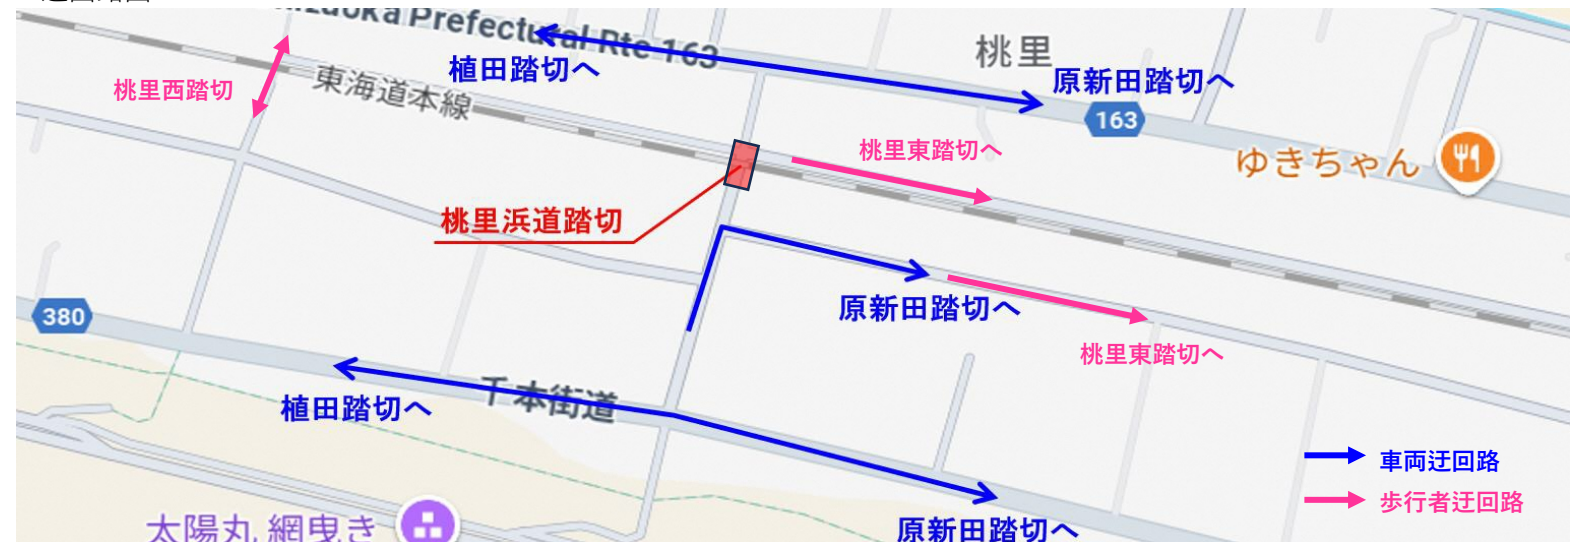 Prefectural Rte 163
桃里
植田踏切へ
原新田踏切へ
桃里西踏切
東海道本線
163
桃里東踏切へ
ゆきちゃん
桃里浜道踏切
原新田踏切へ
380
桃里東踏切へ
千本街道
植田踏切へ
車両迂回路
歩行者迂回路
太陽丸 網曳き
原新田踏切へ